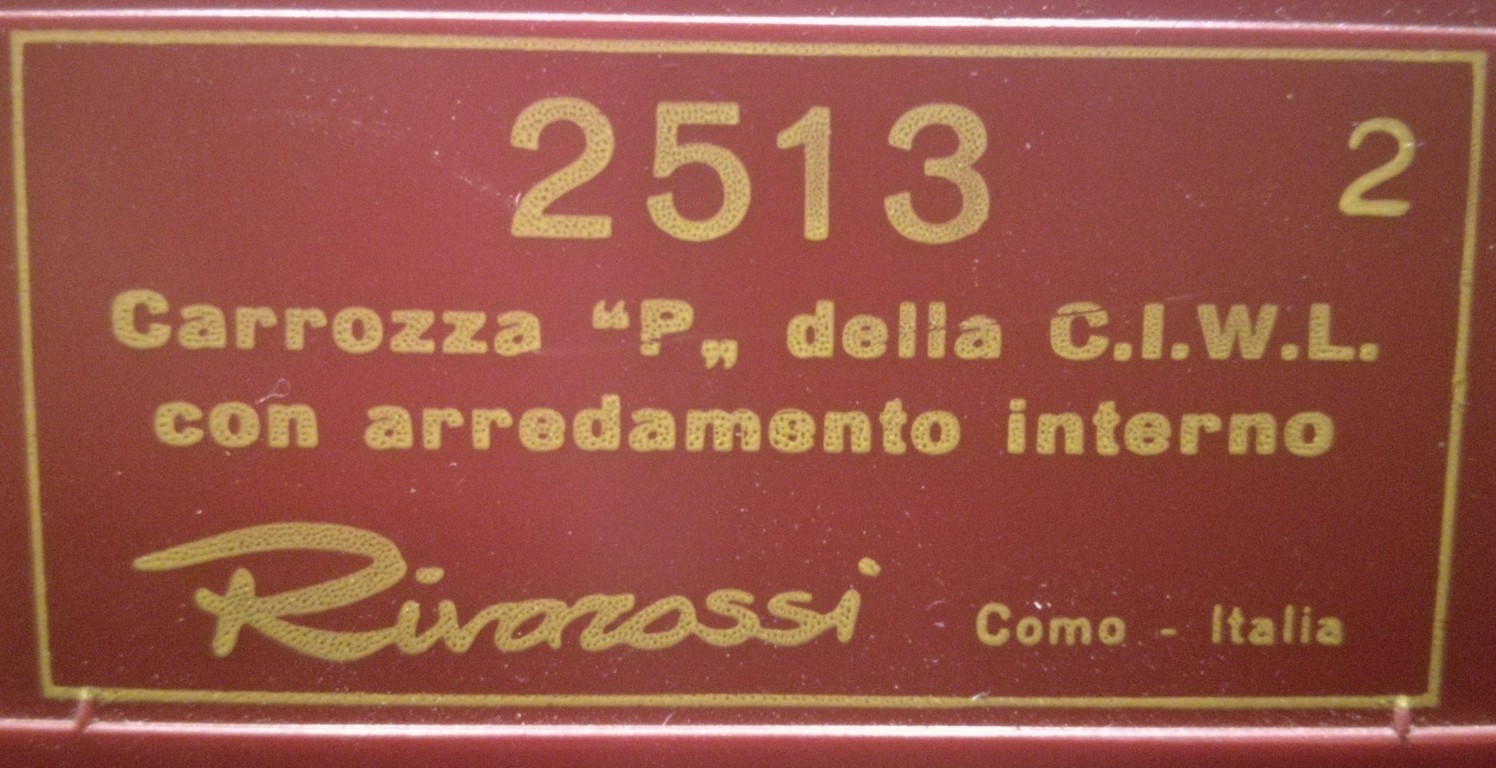 2513 2
Carrozza “P„ della C.I.W.L.
con arredamento interno
Rivarossi Como - Italia